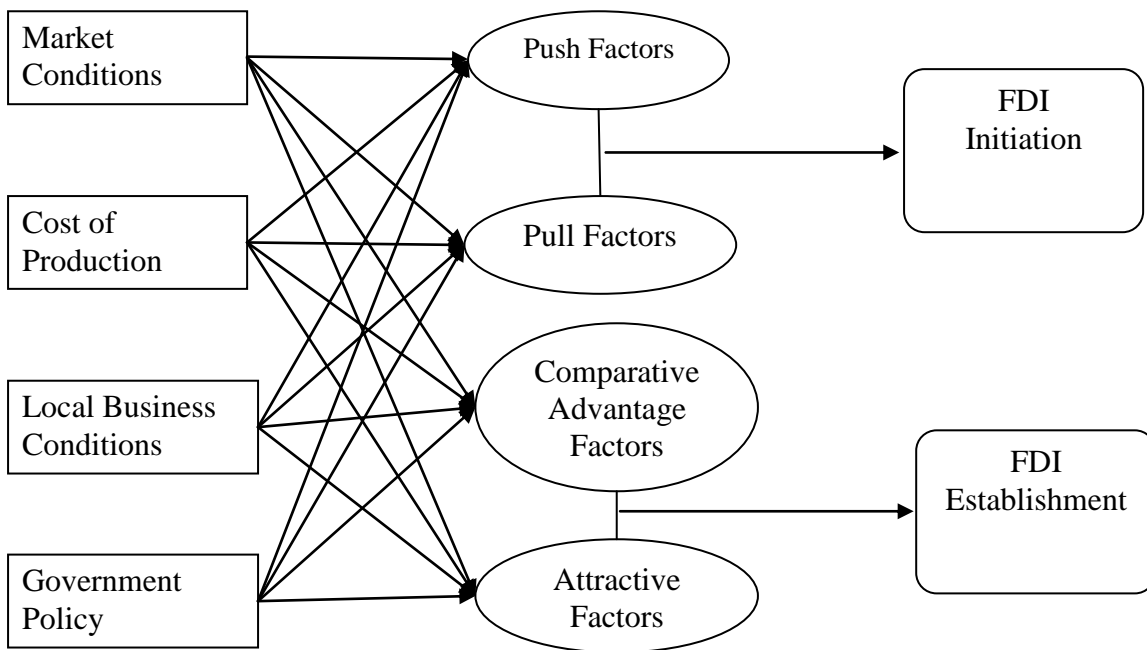 Market
Conditions
Cost of
Production
Local Business
Conditions
Government
Policy
Push Factors
Pull Factors
Comparative
Advantage
Factors
Attractive
Factors
FDI
Initiation
FDI
Establishment